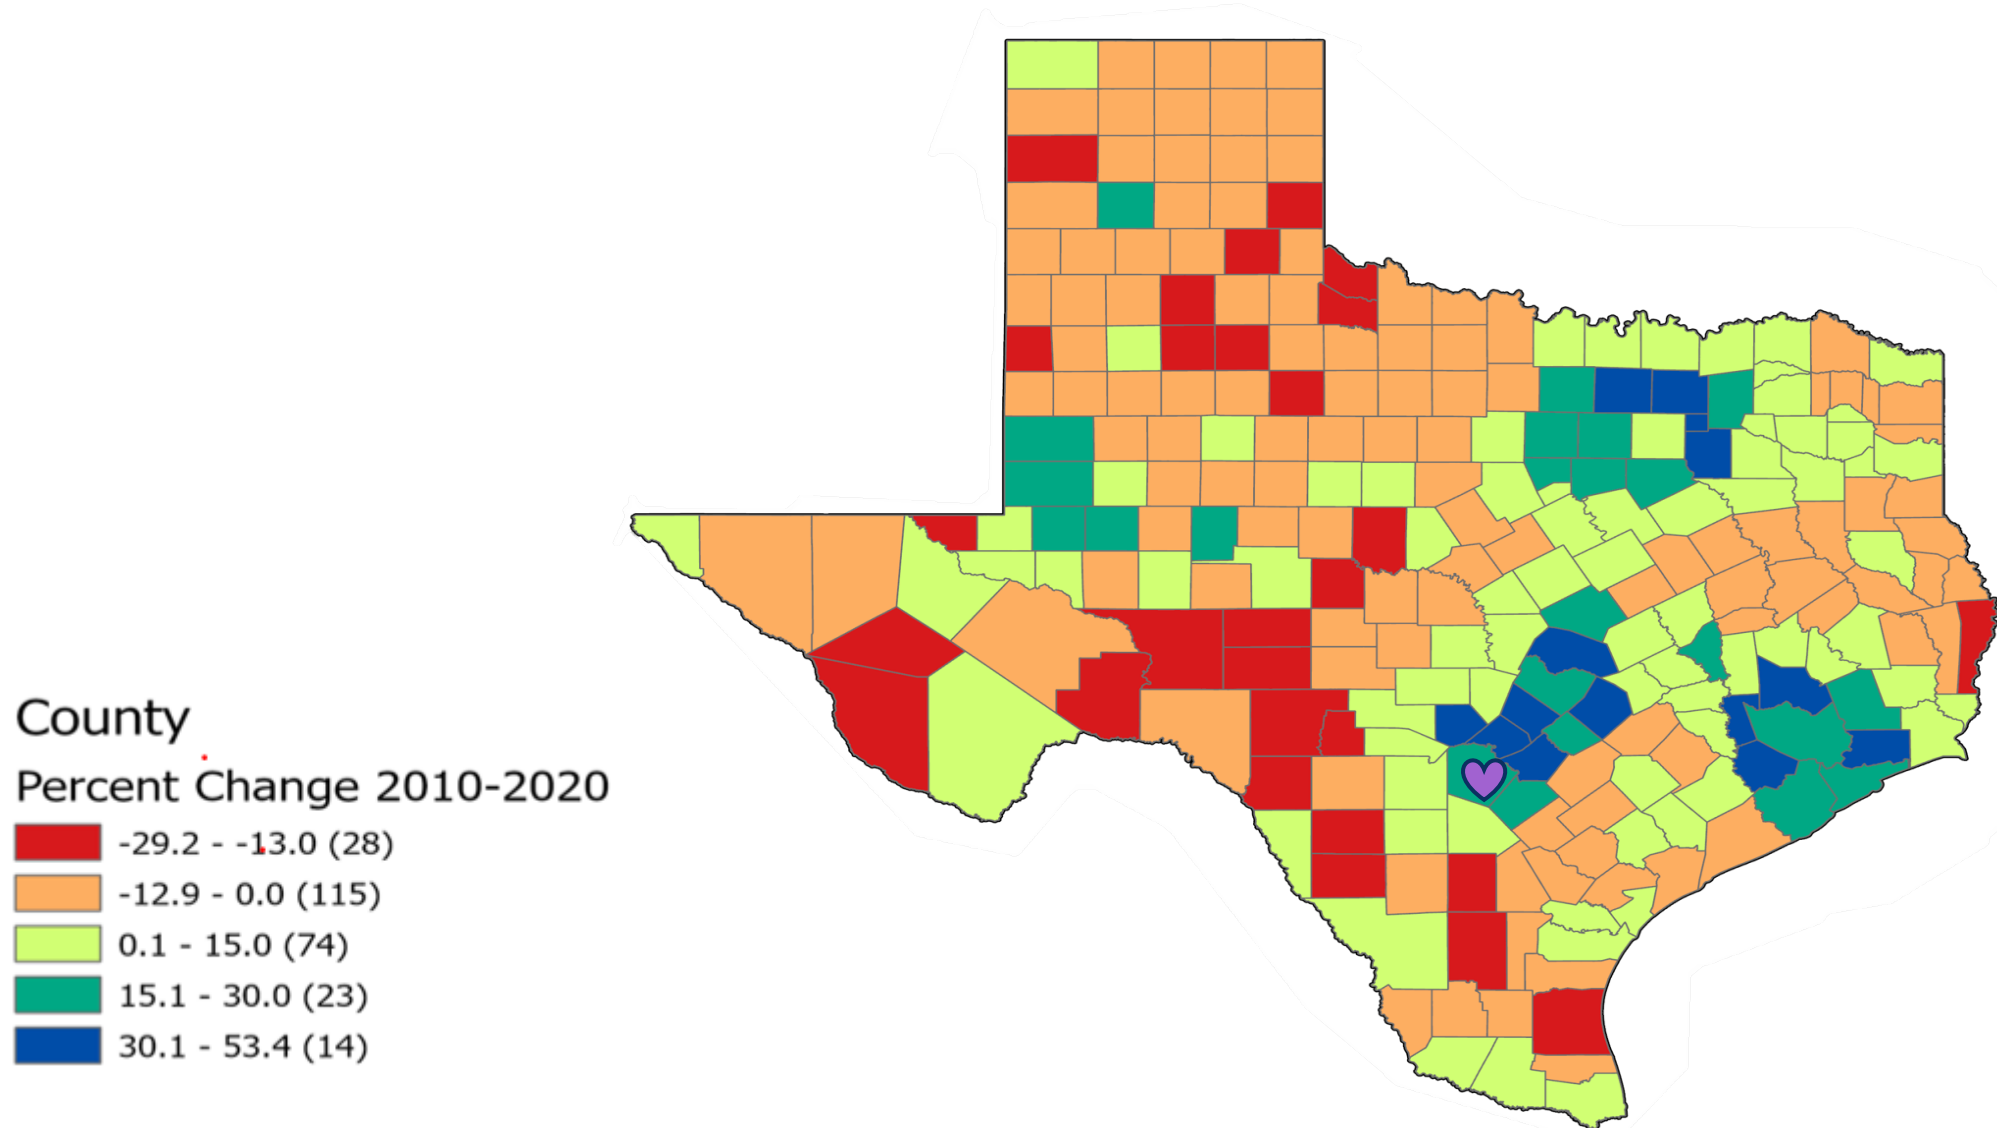 County
Percent Change 2010-2020
-29.2 - -13.0 (28)
-12.9 - 0.0 (115)
0.1 - 15.0 (74)
15.1 - 30.0 (23)
30.1 - 53.4 (14)